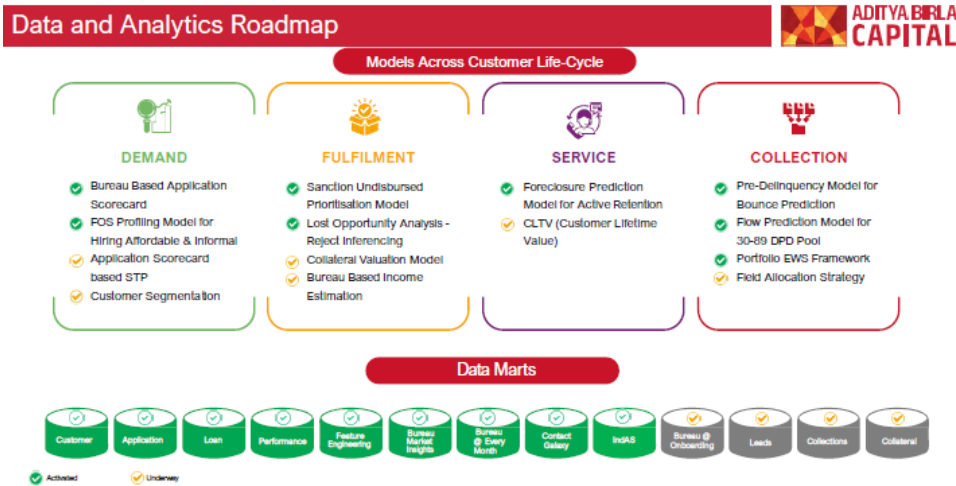 Data and Analytics Roadmap
ADITYA BIRLA
CAPITAL
Models Across Customer Life-Cycle
DEMAND
Bureau Based Application
Scorecard
FOS Profiling Model for
Hiring Affordable & Informal
Application Scorecard
based STP
Customer Segmentation
FULFILMENT
Sanction Undisbursed
Prioritisation Model
Lost Opportunity Analysis -
Reject Inferencing
Collateral Valuation Model
Bureau Based Income
Estimation
SERVICE
Foreclosure Prediction
Model for Active Retention
CLTV (Customer Lifetime
Value)
COLLECTION
Pre-Delinquency Model for
Bounce Prediction
Flow Prediction Model for
30-89 DPD Pool
Portfolio EWS Framework
Field Allocation Strategy
Data Marts
Customer
Application
Loan
Performance
Feature
Engineering
Bureau
Market
Insights
Bureau
@ Every
Month
Contact
Galaxy
IndAS
Bureau @
Onboarding
Leads
Collections
Collateral
Activated
Underway